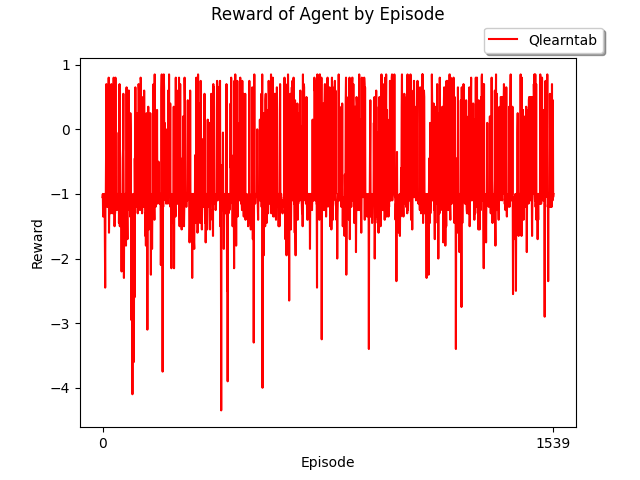 Reward of Agent by Episode
Qlearntab
1
0
−1
−2
−3
−4
Reward
0
1539
Episode